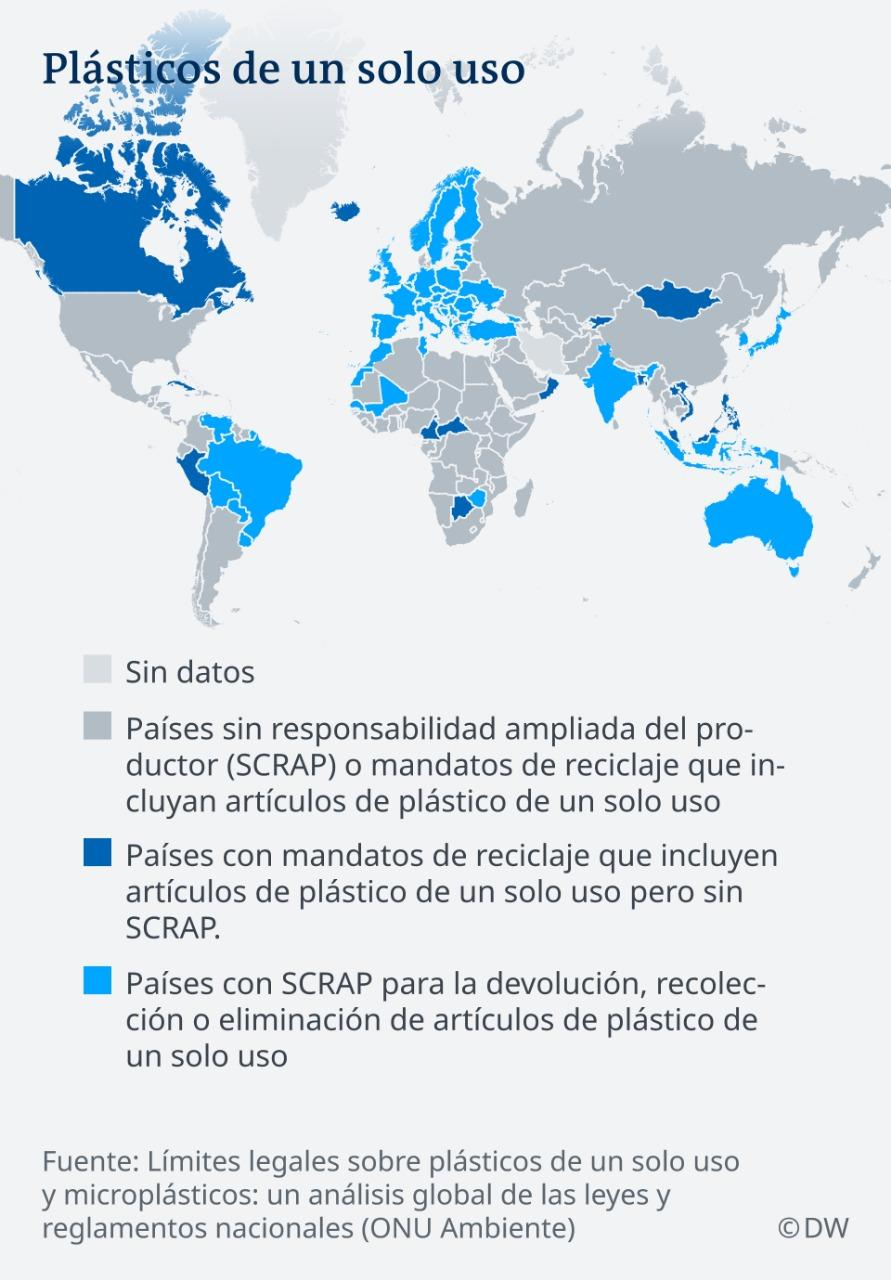 Plásticos de un solo uso
Sin datos
Países sin responsabilidad ampliada del pro-
ductor (SCRAP) o mandatos de reciclaje que in-
cluyan artículos de plástico de un solo uso
Países con mandatos de reciclaje que incluyen
artículos de plástico de un solo uso pero sin
SCRAP.
Países con SCRAP para la devolución, recolec-
ción o eliminación de artículos de plástico de
un solo uso
Fuente: Límites legales sobre plásticos de un solo uso
y microplásticos: un análisis global de las leyes y
reglamentos nacionales (ONU Ambiente)
© DW